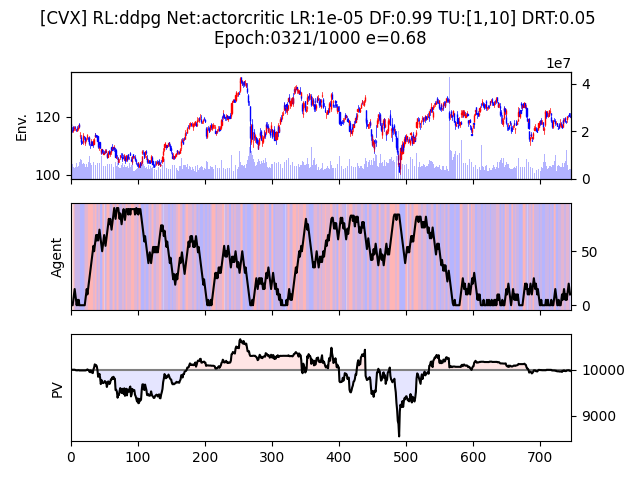 [CVX] RL:ddpg Net:actorcritic LR:1e-05 DF:0.99 TU:[1,10] DRT:0.05
Epoch:0321/1000 e=0.68
1e7
Env.
120
100
4
2
0
Agent
50
0
PV
10000
9000
0 100 200 300 400 500 600 700